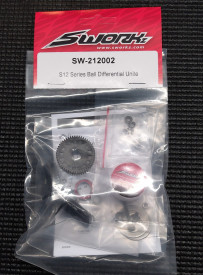 SWORKz
www.sworkz.com
SW-212002
S12 Series Ball Differential Units